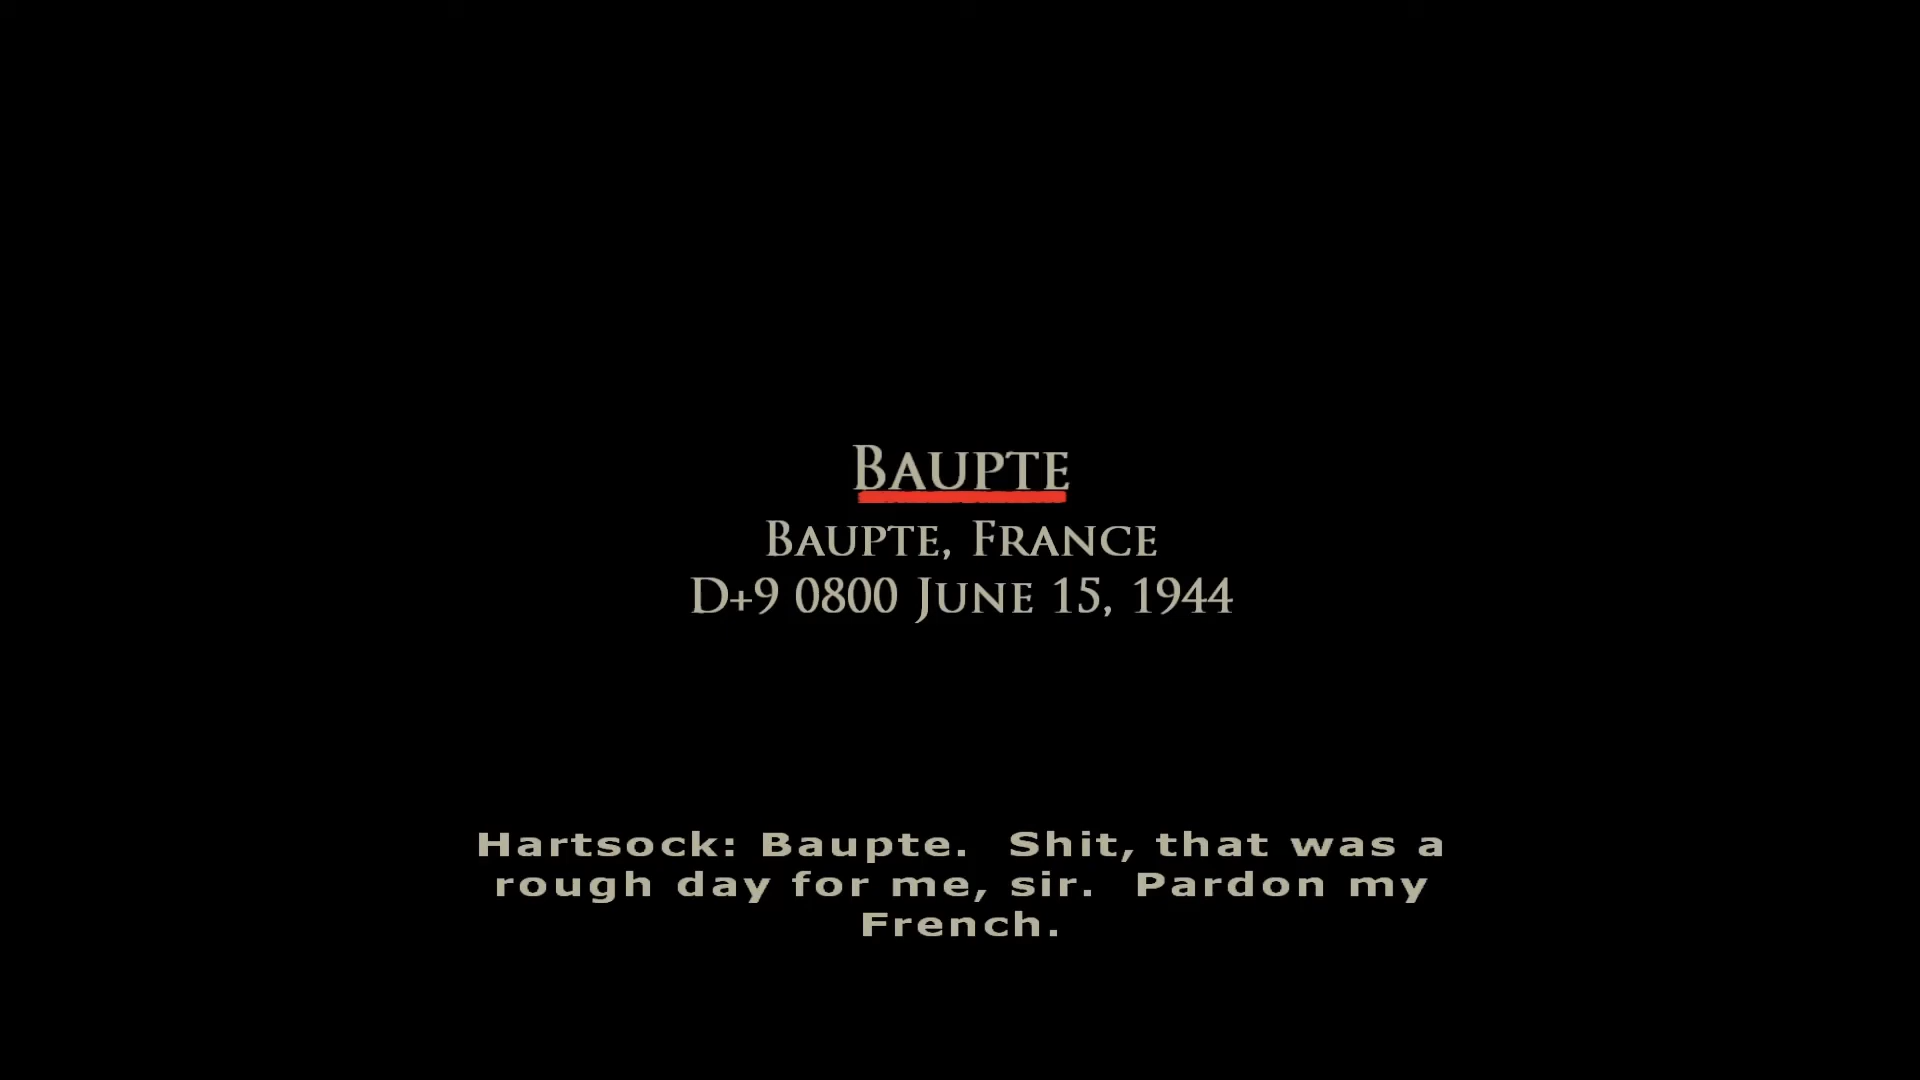 Baupte
Baupte, France
D+9 0800 June 15, 1944
Hartsock: Baupte.  Shit, that was a
rough day for me, sir.  Pardon my
French.